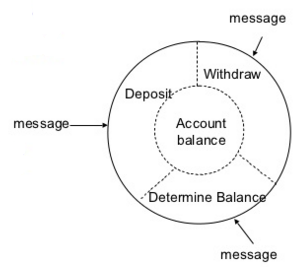 message
Withdraw
Deposit
message
Account
balance
Determine Balance
message